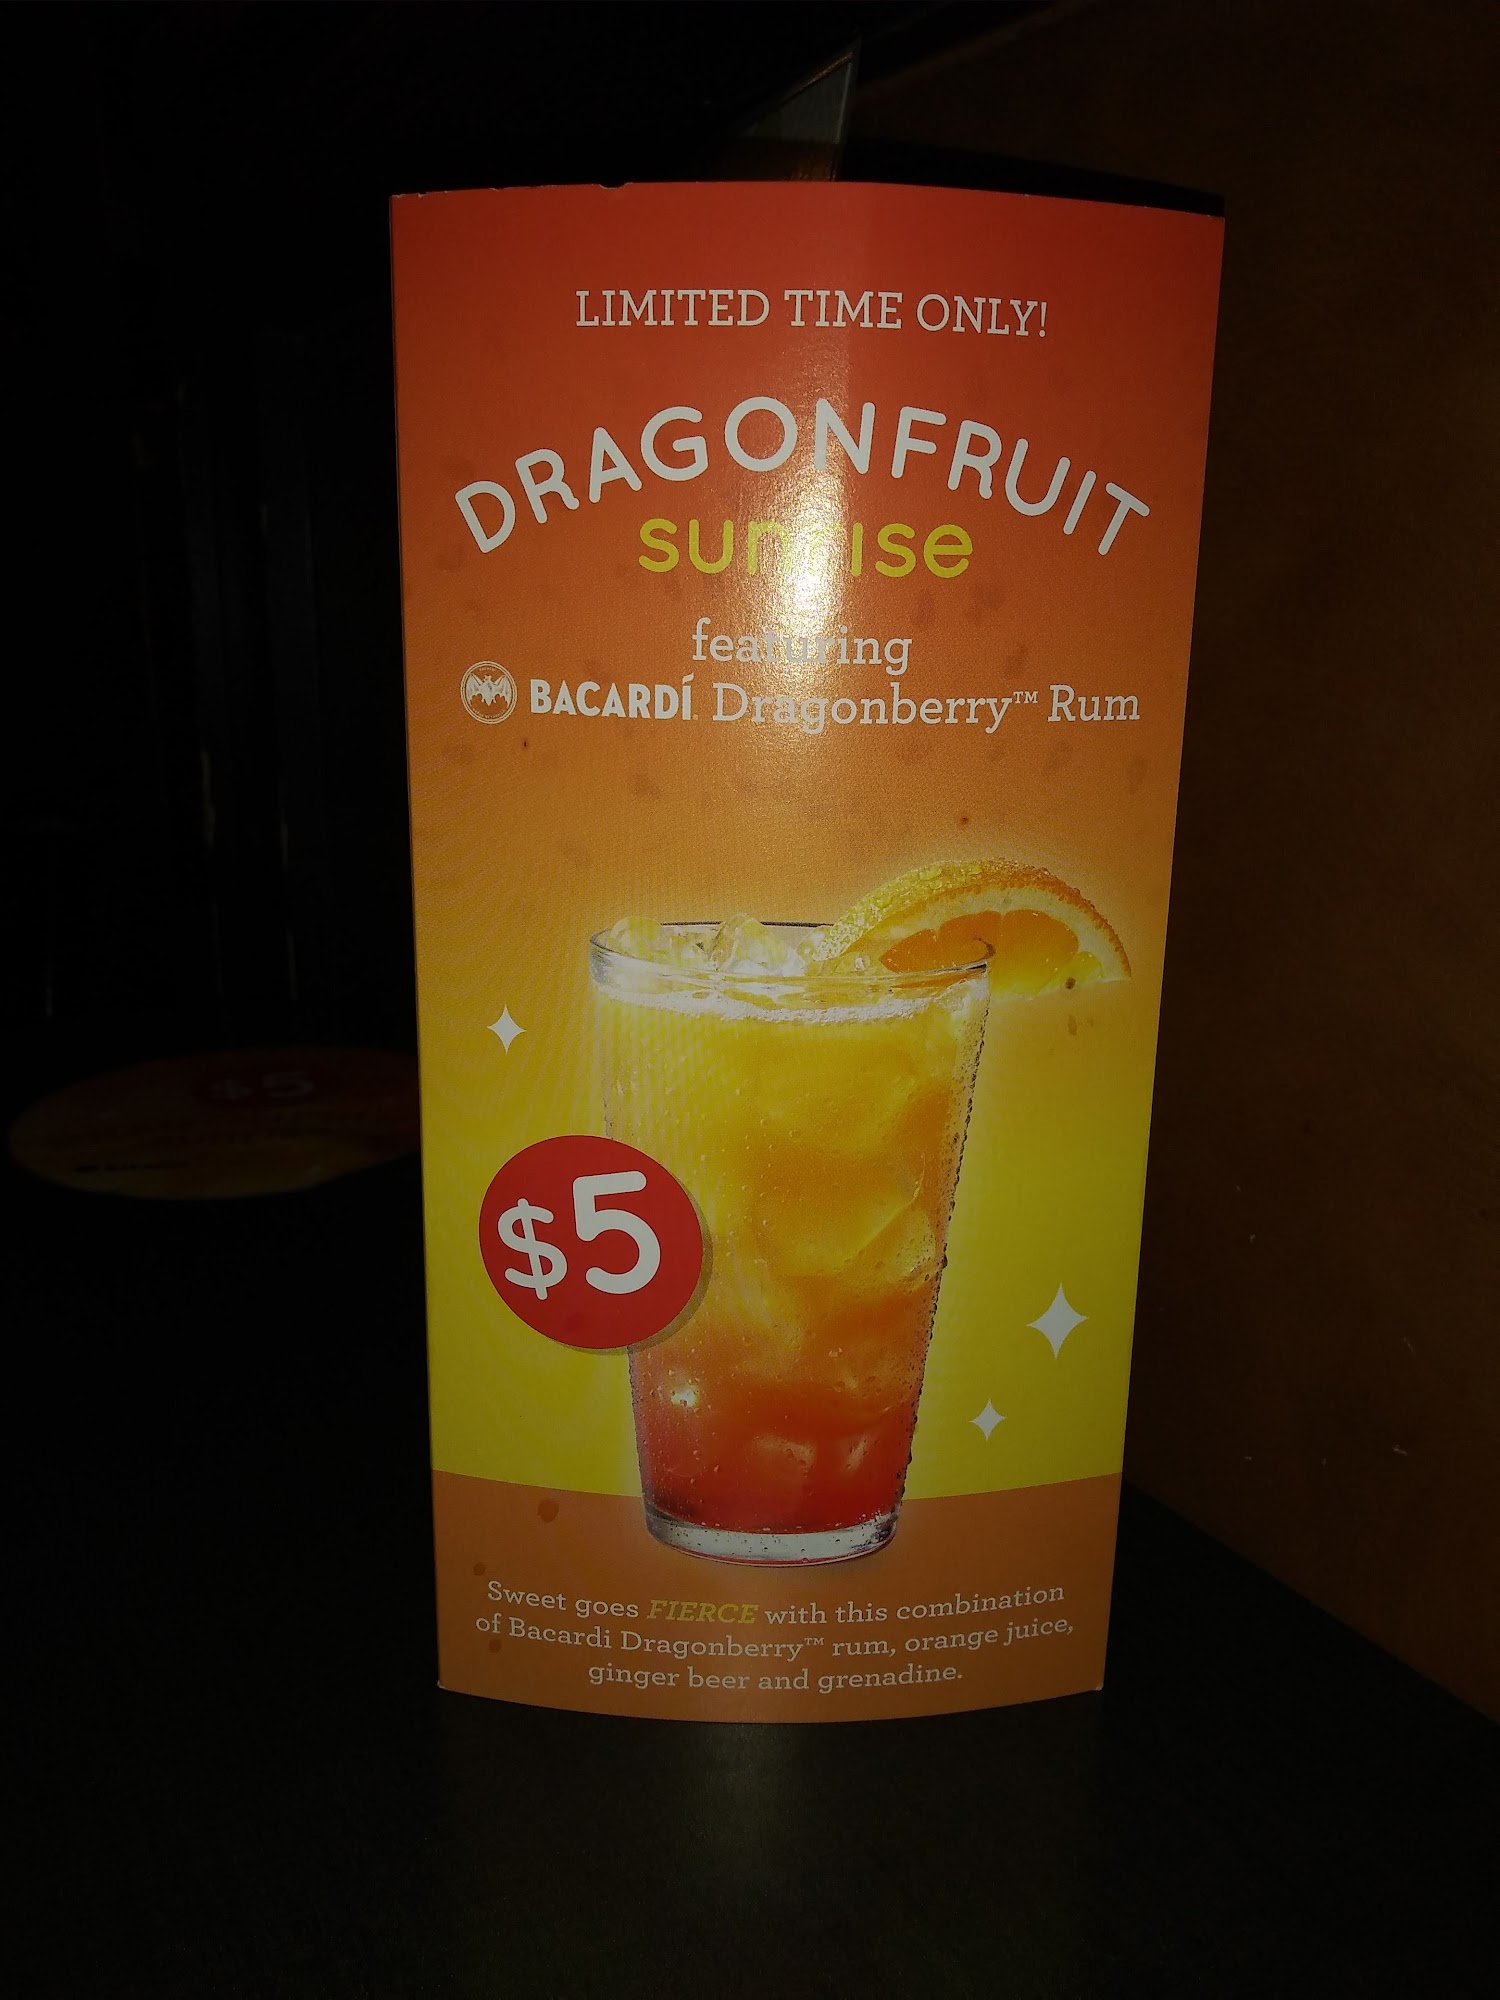 LIMITED TIME ONLY!
DRAGONFRUIT
sunrise
featuring
BACARDÍ Dragonberry™ Rum
$5
$5
Sweet goes FIERCE with this combination
of Bacardi Dragonberry™ rum, orange juice,
ginger beer and grenadine.